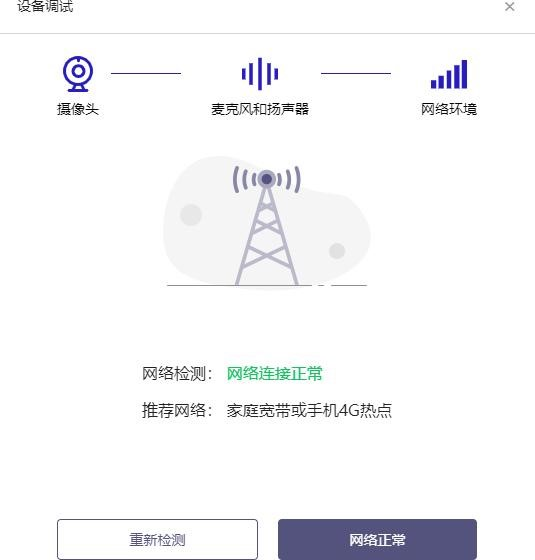 设备调试
摄像头 麦克风和扬声器 网络环境
网络检测： 网络连接正常
推荐网络： 家庭宽带或手机4G热点
重新检测 网络正常